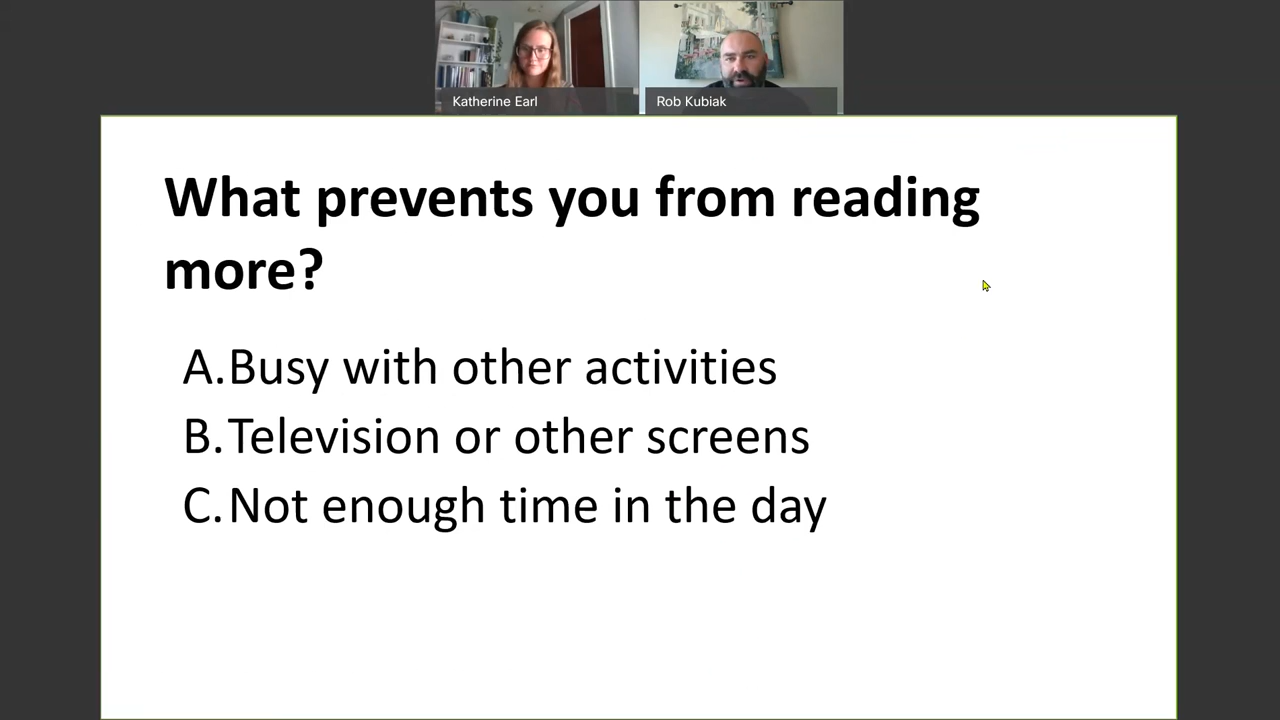 Katherine Earl
Rob Kubiak
What prevents you from reading
more?
A. Busy with other activities
B. Television or other screens
C. Not enough time in the day